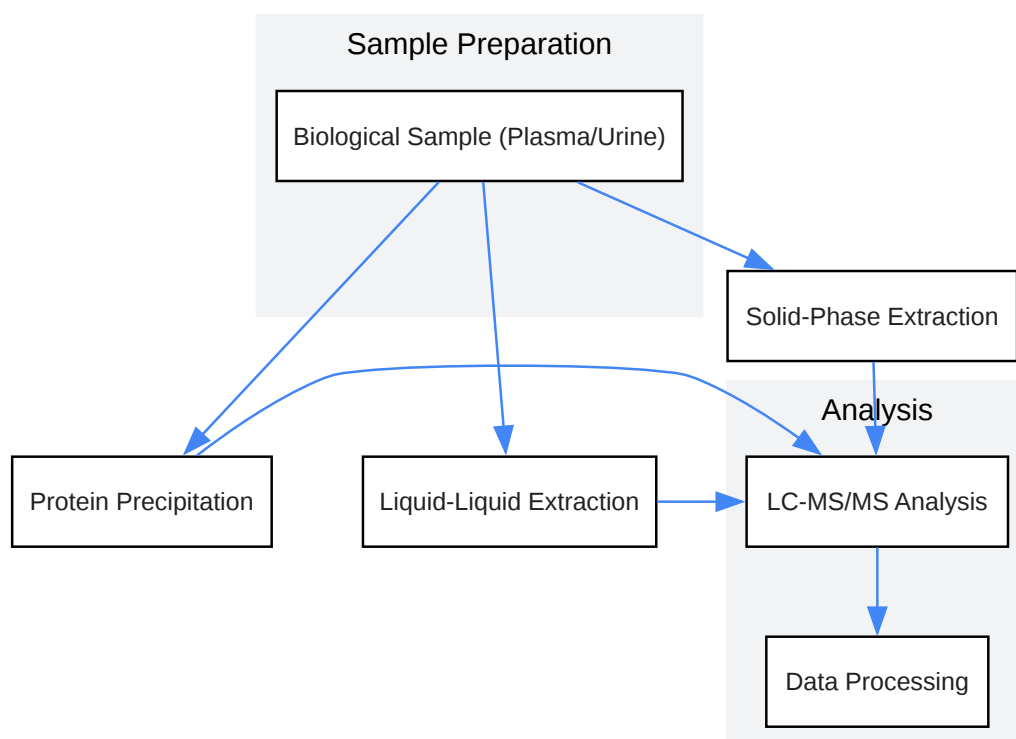 Sample Preparation
Biological Sample (Plasma/Urine)
Solid-Phase Extraction
Analysis
Protein Precipitation
Liquid-Liquid Extraction
LC-MS/MS Analysis
Data Processing